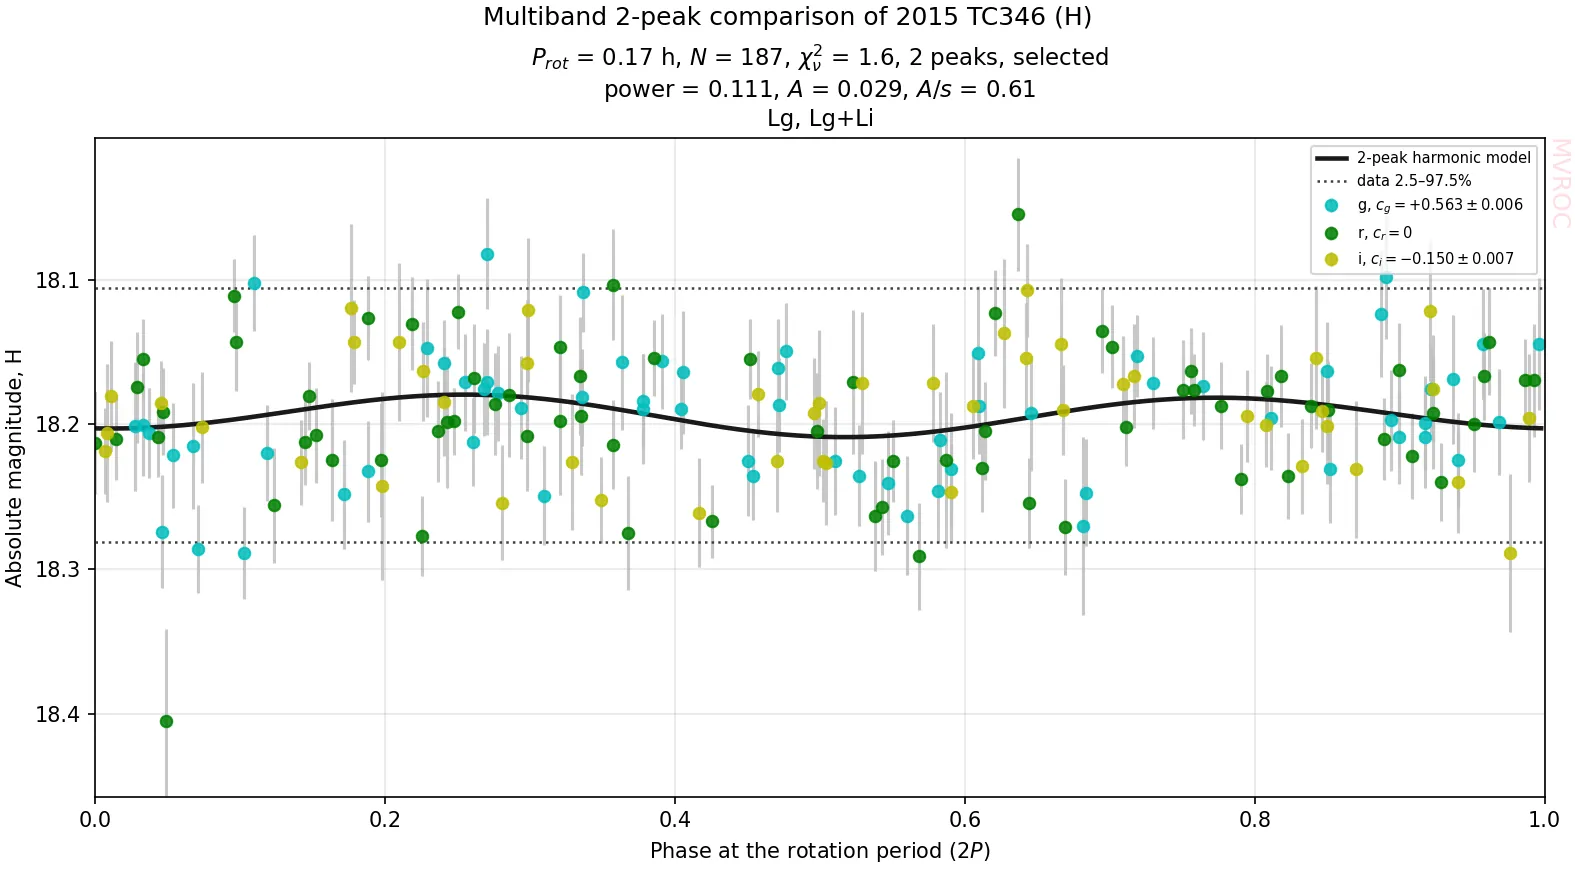 Multiband 2-peak comparison of 2015 TC346 (H)
P_rot = 0.17 h, N = 187, χ²_ν = 1.6, 2 peaks, selected
power = 0.111, A = 0.029, A/s = 0.61
Lg, Lg+Li
2-peak harmonic model
data 2.5–97.5%
g, c_g = +0.563 ± 0.006
r, c_r = 0
i, c_i = −0.150 ± 0.007
MVROC
Absolute magnitude, H
18.1
18.2
18.3
18.4
0.0
0.2
0.4
0.6
0.8
1.0
Phase at the rotation period (2P)